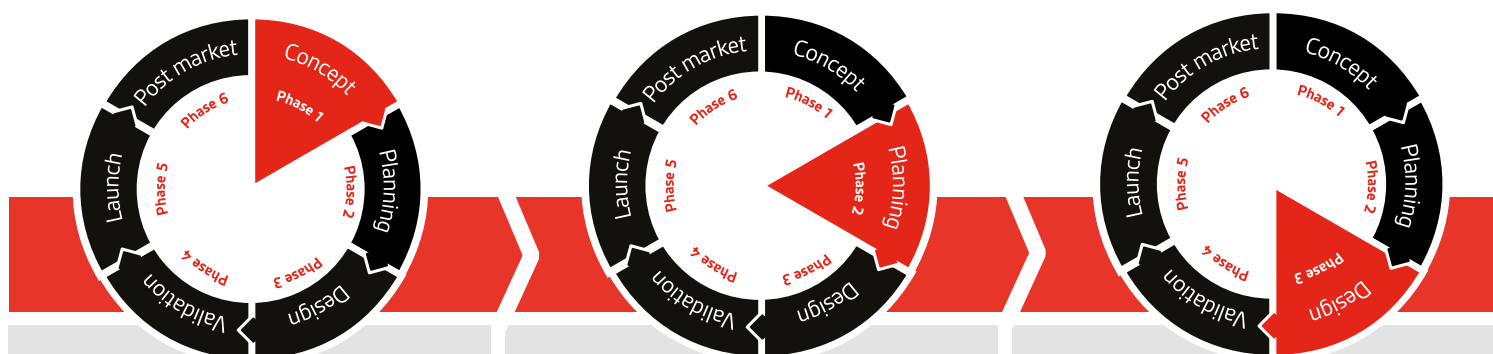 Concept
Phase 1
Planning
Phase 2
Design
Phase 3
Validation
Phase 4
Launch
Phase 5
Post market
Phase 6
Concept
Phase 1
Planning
Phase 2
Design
Phase 3
Validation
Phase 4
Launch
Phase 5
Post market
Phase 6
Concept
Phase 1
Planning
Phase 2
Design
Phase 3
Validation
Phase 4
Launch
Phase 5
Post market
Phase 6